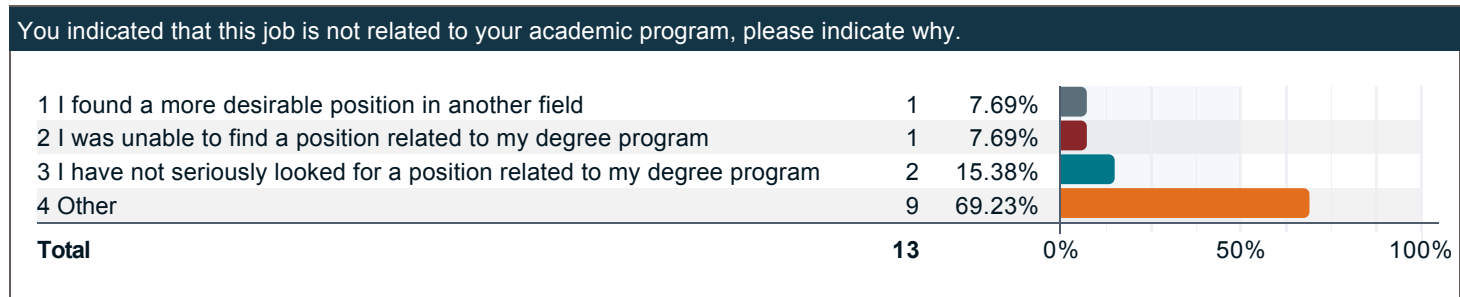 You indicated that this job is not related to your academic program, please indicate why.
1 I found a more desirable position in another field 1 7.69%
2 I was unable to find a position related to my degree program 1 7.69%
3 I have not seriously looked for a position related to my degree program 2 15.38%
4 Other 9 69.23%
Total 13 0% 50% 100%